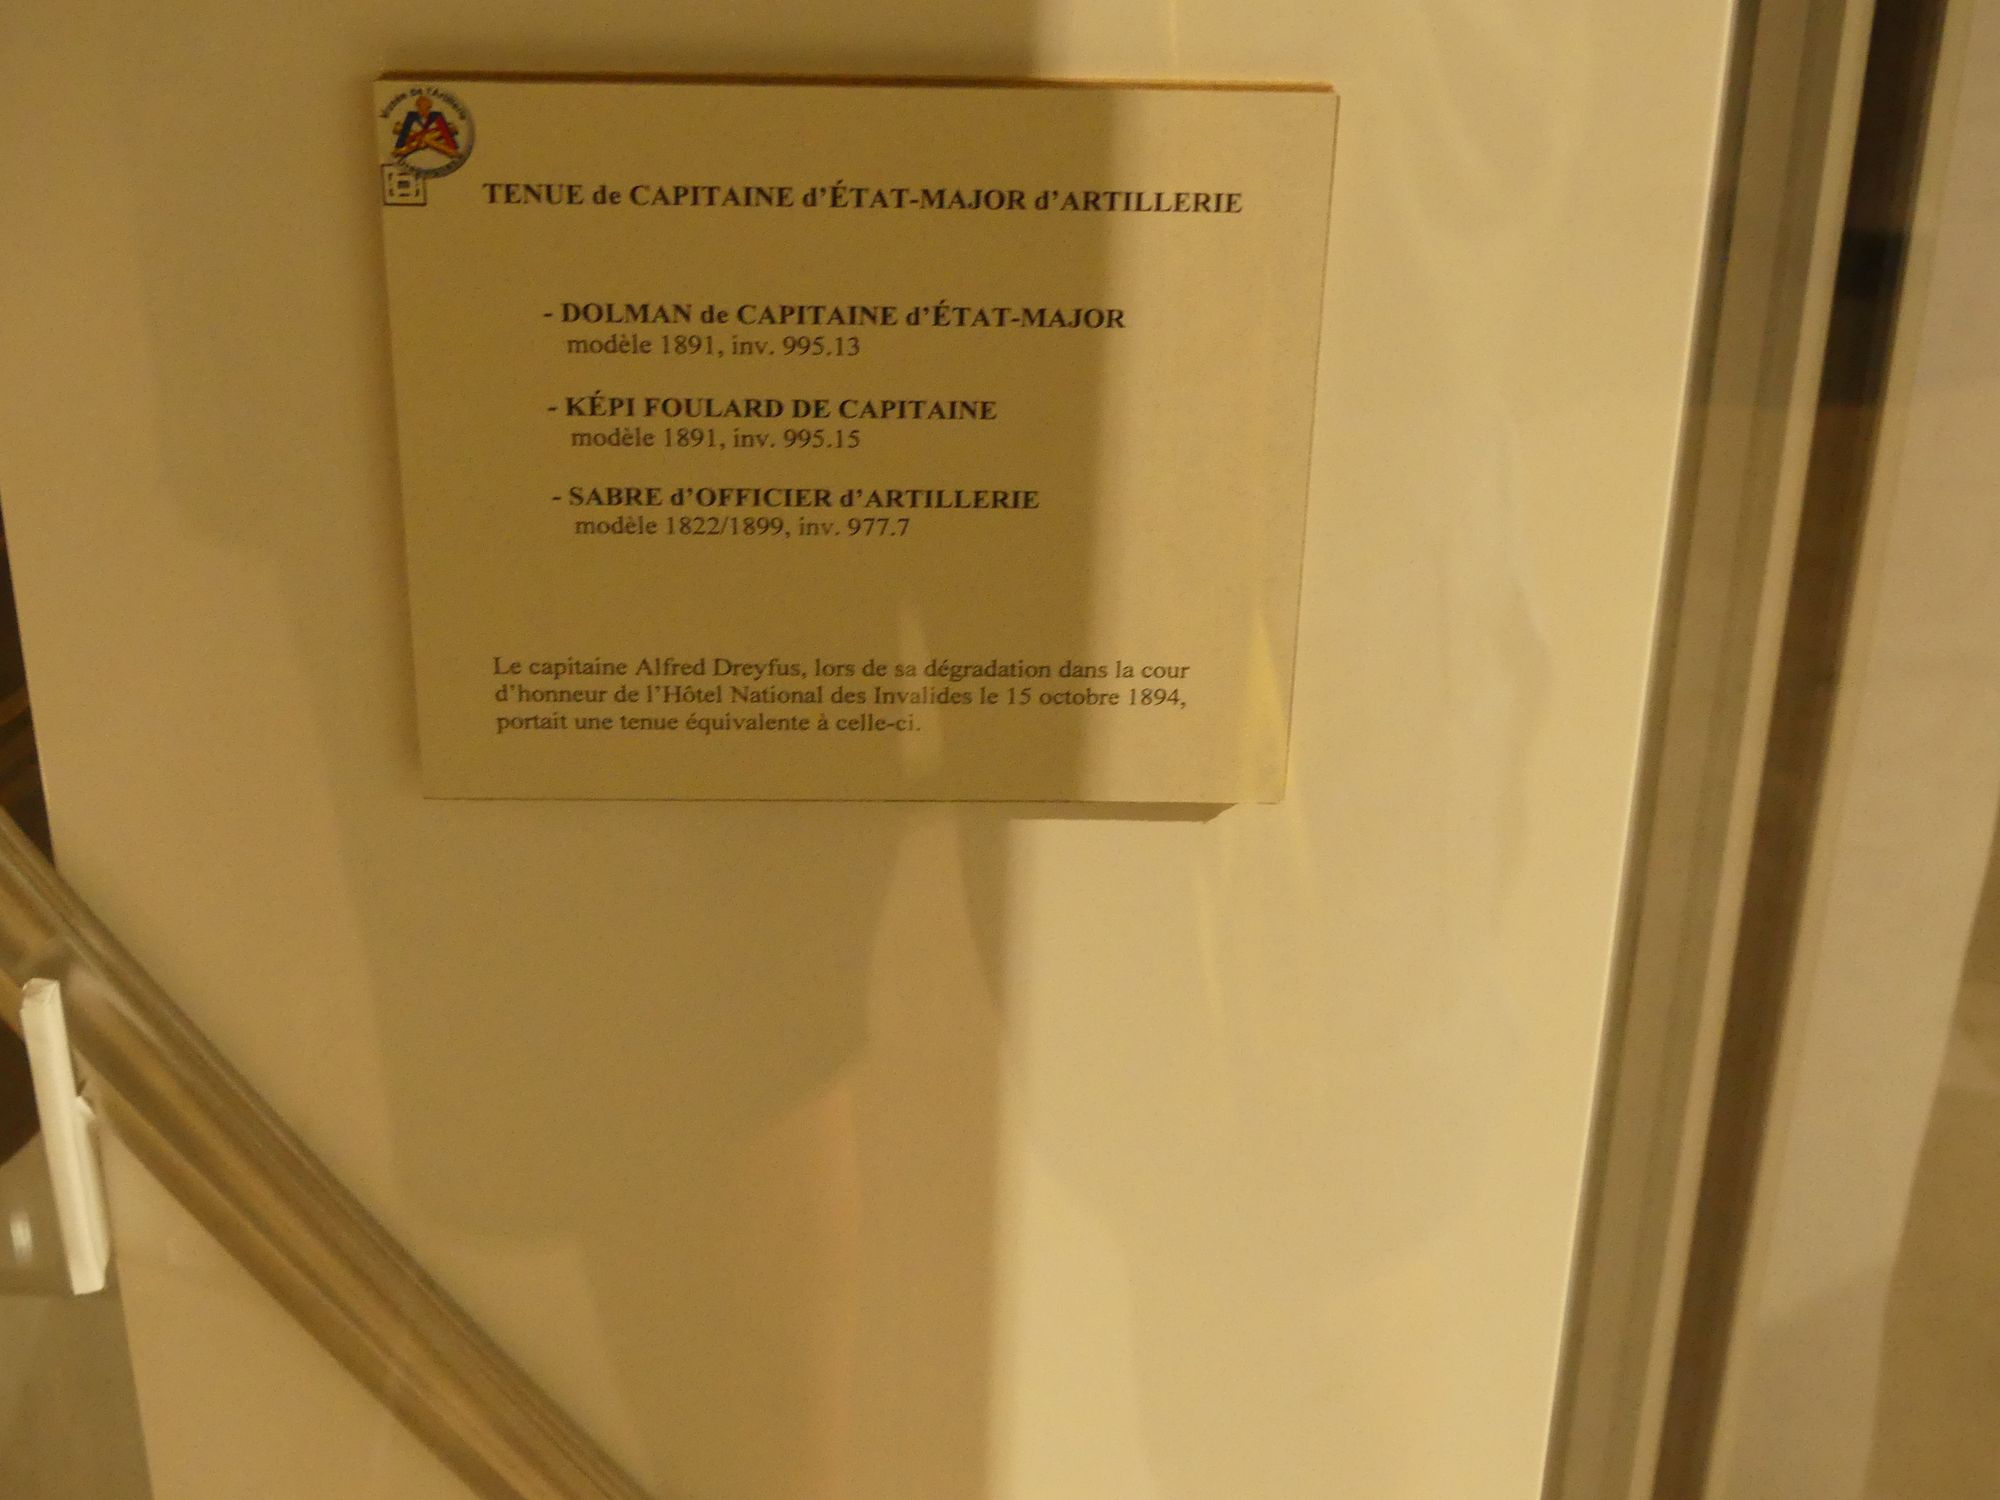 Musée de l'Artillerie
TENUE de CAPITAINE d'ÉTAT-MAJOR d'ARTILLERIE
- DOLMAN de CAPITAINE d'ÉTAT-MAJOR
modèle 1891, inv. 995.13
- KÉPI FOULARD DE CAPITAINE
modèle 1891, inv. 995.15
- SABRE d'OFFICIER d'ARTILLERIE
modèle 1822/1899, inv. 977.7
Le capitaine Alfred Dreyfus, lors de sa dégradation dans la cour
d'honneur de l'Hôtel National des Invalides le 15 octobre 1894,
portait une tenue équivalente à celle-ci.